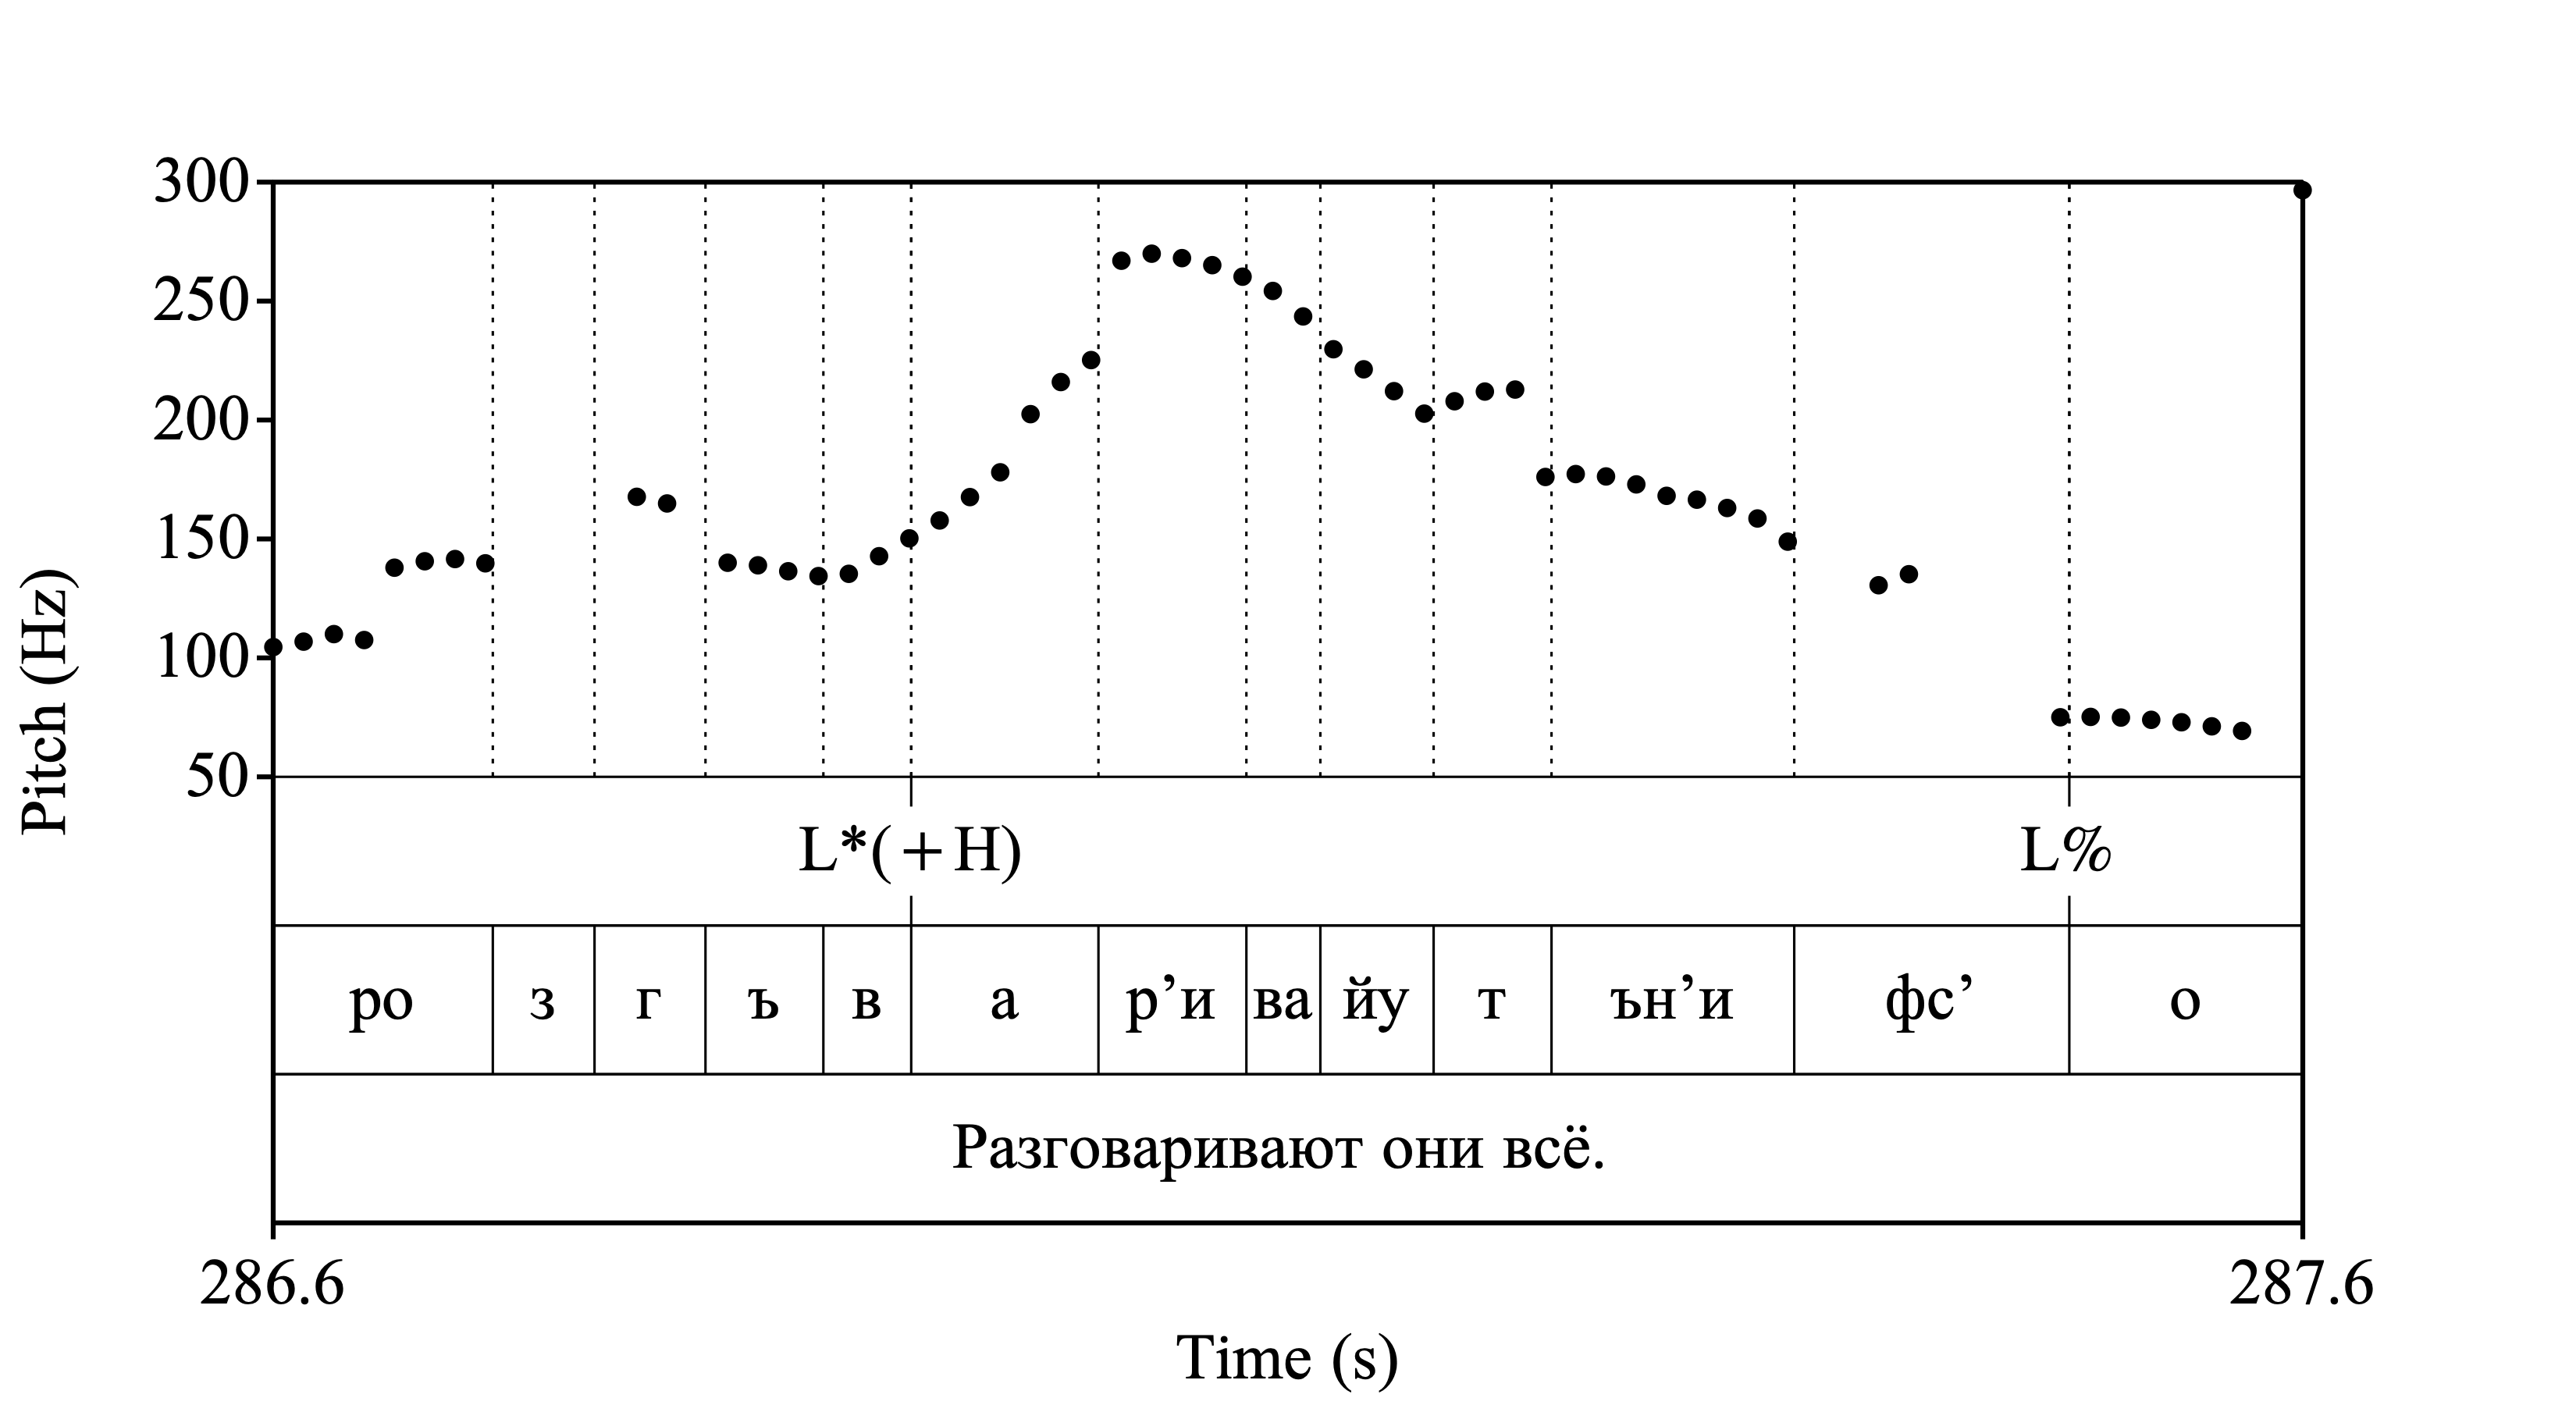 300
250
200
150
100
50
Pitch (Hz)
L*(+H) L%
ро з г ъ в а р’и ва йу т ън’и фс’ о
Разговаривают они всё.
286.6 287.6
Time (s)